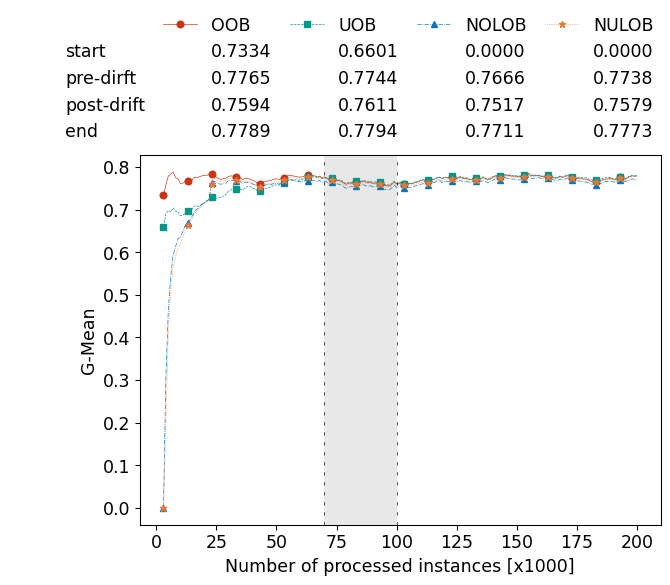 OOB UOB NOLOB NULOB
start 0.7334 0.6601 0.0000 0.0000
pre-dirft 0.7765 0.7744 0.7666 0.7738
post-drift 0.7594 0.7611 0.7517 0.7579
end 0.7789 0.7794 0.7711 0.7773
0.8
0.7
0.6
0.5
0.4
0.3
0.2
0.1
0.0
G-Mean
0 25 50 75 100 125 150 175 200
Number of processed instances [x1000]